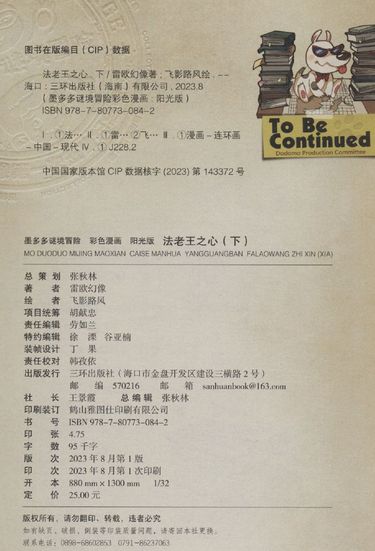 图书在版编目（CIP）数据
法老王之心.下/雷欧幻像著；飞影路风绘.--
海口：三环出版社（海南）有限公司，2023.8
（墨多多谜境冒险彩色漫画：阳光版）
ISBN 978-7-80773-084-2
Ⅰ.①法… Ⅱ.①雷…②飞… Ⅲ.①漫画－连环画
－中国－现代 Ⅳ.①J228.2
中国国家版本馆CIP数据核字（2023）第143372号
To Be
Continued
Dodomo Production Committee
墨多多谜境冒险 彩色漫画 阳光版 法老王之心（下）
MO DUODUO MIJING MAOXIAN CAISE MANHUA YANGGUANGBAN FALAOWANG ZHI XIN (XIA)
总策划 张秋林
著者 雷欧幻像
绘者 飞影路风
项目统筹 胡献忠
责任编辑 劳如兰
特约编辑 徐溧 谷亚楠
装帧设计 丁果
责任校对 韩孜依
出版发行 三环出版社（海口市金盘开发区建设三横路2号）
邮编 570216 邮箱 sanhuanbook@163.com
社长 王景霞 总编辑 张秋林
印刷装订 鹤山雅图仕印刷有限公司
书号 ISBN 978-7-80773-084-2
印张 4.75
字数 95千字
版次 2023年8月第1版
印次 2023年8月第1次印刷
开本 880 mm×1300 mm 1/32
定价 25.00元
版权所有，请勿翻印、转载，违者必究
如有缺页、破损、倒装等印装质量问题，请寄回本社更换。
联系电话：0898-68602853 0791-86237063